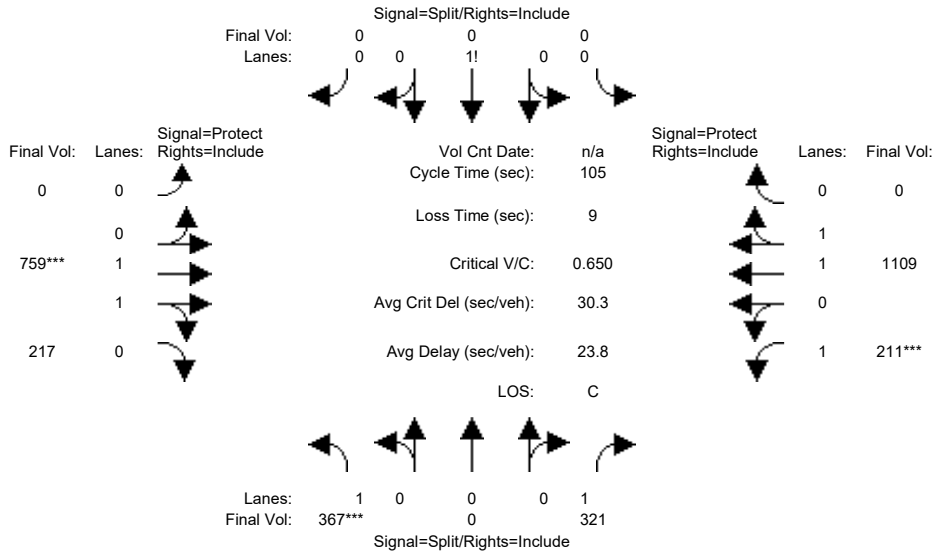 Signal=Split/Rights=Include
Final Vol: 0 0 0
Lanes: 0 0 1! 0 0
Signal=Protect Signal=Protect
Final Vol: Lanes: Rights=Include Vol Cnt Date: n/a Rights=Include Lanes: Final Vol:
Cycle Time (sec): 105
0 0 0 0
Loss Time (sec): 9
0 1
759*** 1 Critical V/C: 0.650 1 1109
1 Avg Crit Del (sec/veh): 30.3 0
217 0 Avg Delay (sec/veh): 23.8 1 211***
LOS: C
Lanes: 1 0 0 0 1
Final Vol: 367*** 0 321
Signal=Split/Rights=Include